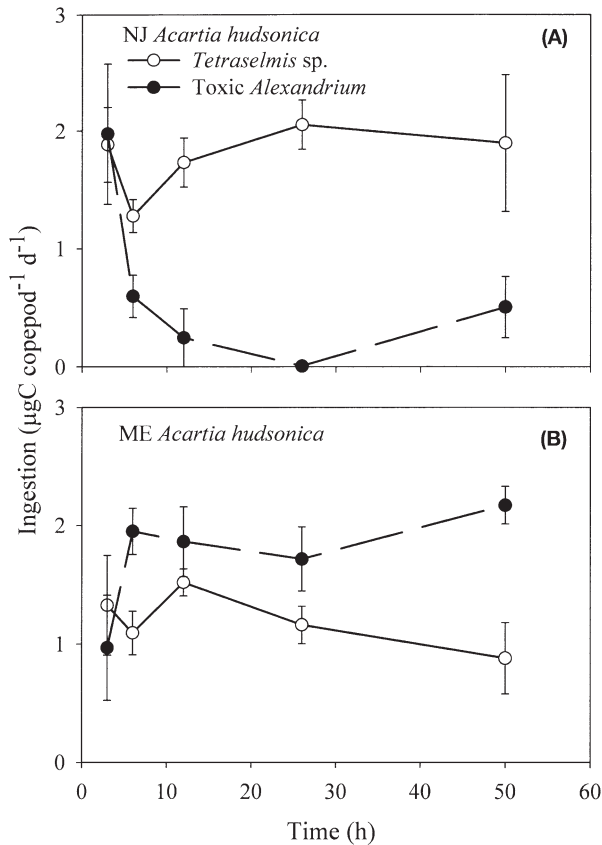 NJ Acartia hudsonica
(A)
Tetraselmis sp.
Toxic Alexandrium
3
2
1
0
Ingestion (µgC copepod⁻¹ d⁻¹)
ME Acartia hudsonica
(B)
3
2
1
0
0 10 20 30 40 50 60
Time (h)